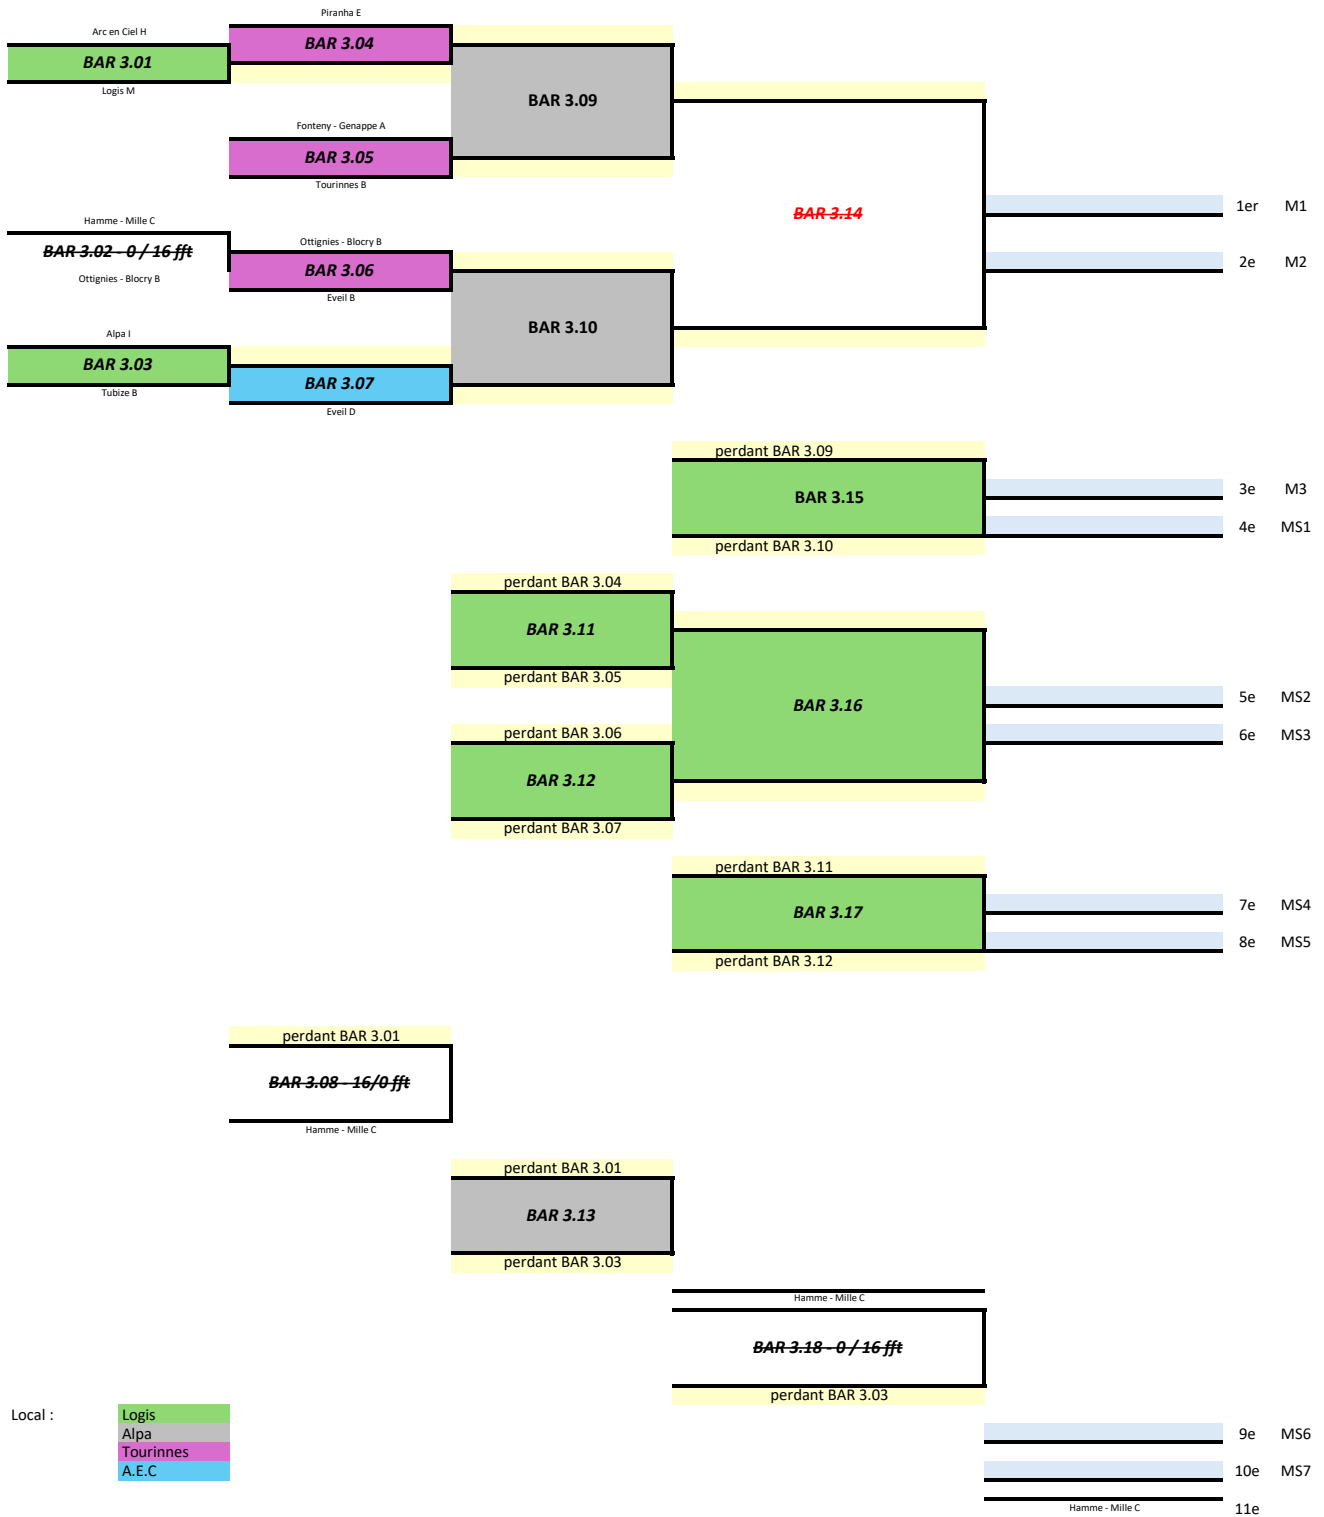 Piranha E
Arc en Ciel H
BAR 3.04
BAR 3.01
Logis M
BAR 3.09
Fonteny - Genappe A
BAR 3.05
Tourinnes B
Hamme - Mille C
BAR 3.14
1er M1
BAR 3.02 - 0 / 16 fft
Ottignies - Blocry B
Ottignies - Blocry B
BAR 3.06
2e M2
Eveil B
BAR 3.10
Alpa I
BAR 3.03
Tubize B
BAR 3.07
Eveil D
perdant BAR 3.09
BAR 3.15
3e M3
4e MS1
perdant BAR 3.10
perdant BAR 3.04
BAR 3.11
perdant BAR 3.05
BAR 3.16
5e MS2
perdant BAR 3.06
6e MS3
BAR 3.12
perdant BAR 3.07
perdant BAR 3.11
BAR 3.17
7e MS4
8e MS5
perdant BAR 3.12
perdant BAR 3.01
BAR 3.08 - 16/0 fft
Hamme - Mille C
perdant BAR 3.01
BAR 3.13
perdant BAR 3.03
Hamme - Mille C
BAR 3.18 - 0 / 16 fft
perdant BAR 3.03
Local :
Logis
Alpa
Tourinnes
A.E.C
9e MS6
10e MS7
Hamme - Mille C
11e